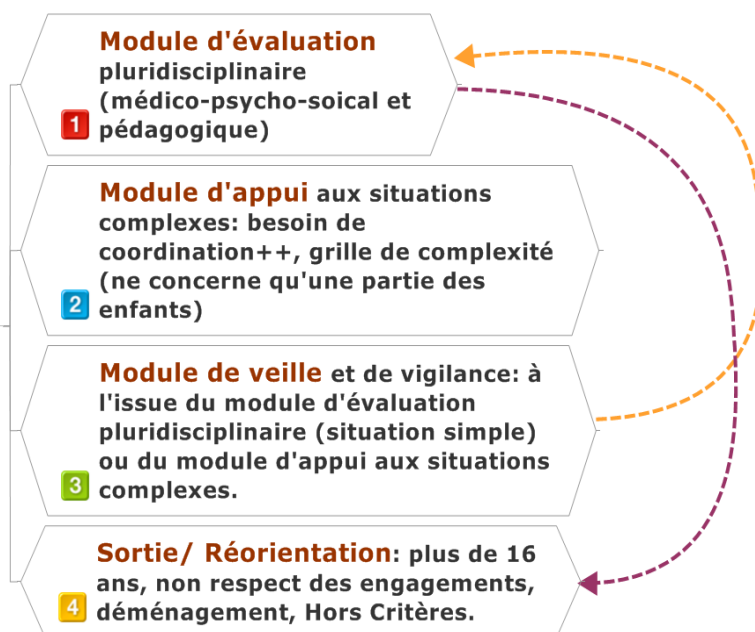 Module d'évaluation
pluridisciplinaire
(médico-psycho-soical et
1 pédagogique)
Module d'appui aux situations
complexes: besoin de
coordination++, grille de complexité
(ne concerne qu'une partie des
2 enfants)
Module de veille et de vigilance: à
l'issue du module d'évaluation
pluridisciplinaire (situation simple)
ou du module d'appui aux situations
3 complexes.
Sortie/ Réorientation: plus de 16
ans, non respect des engagements,
4 déménagement, Hors Critères.